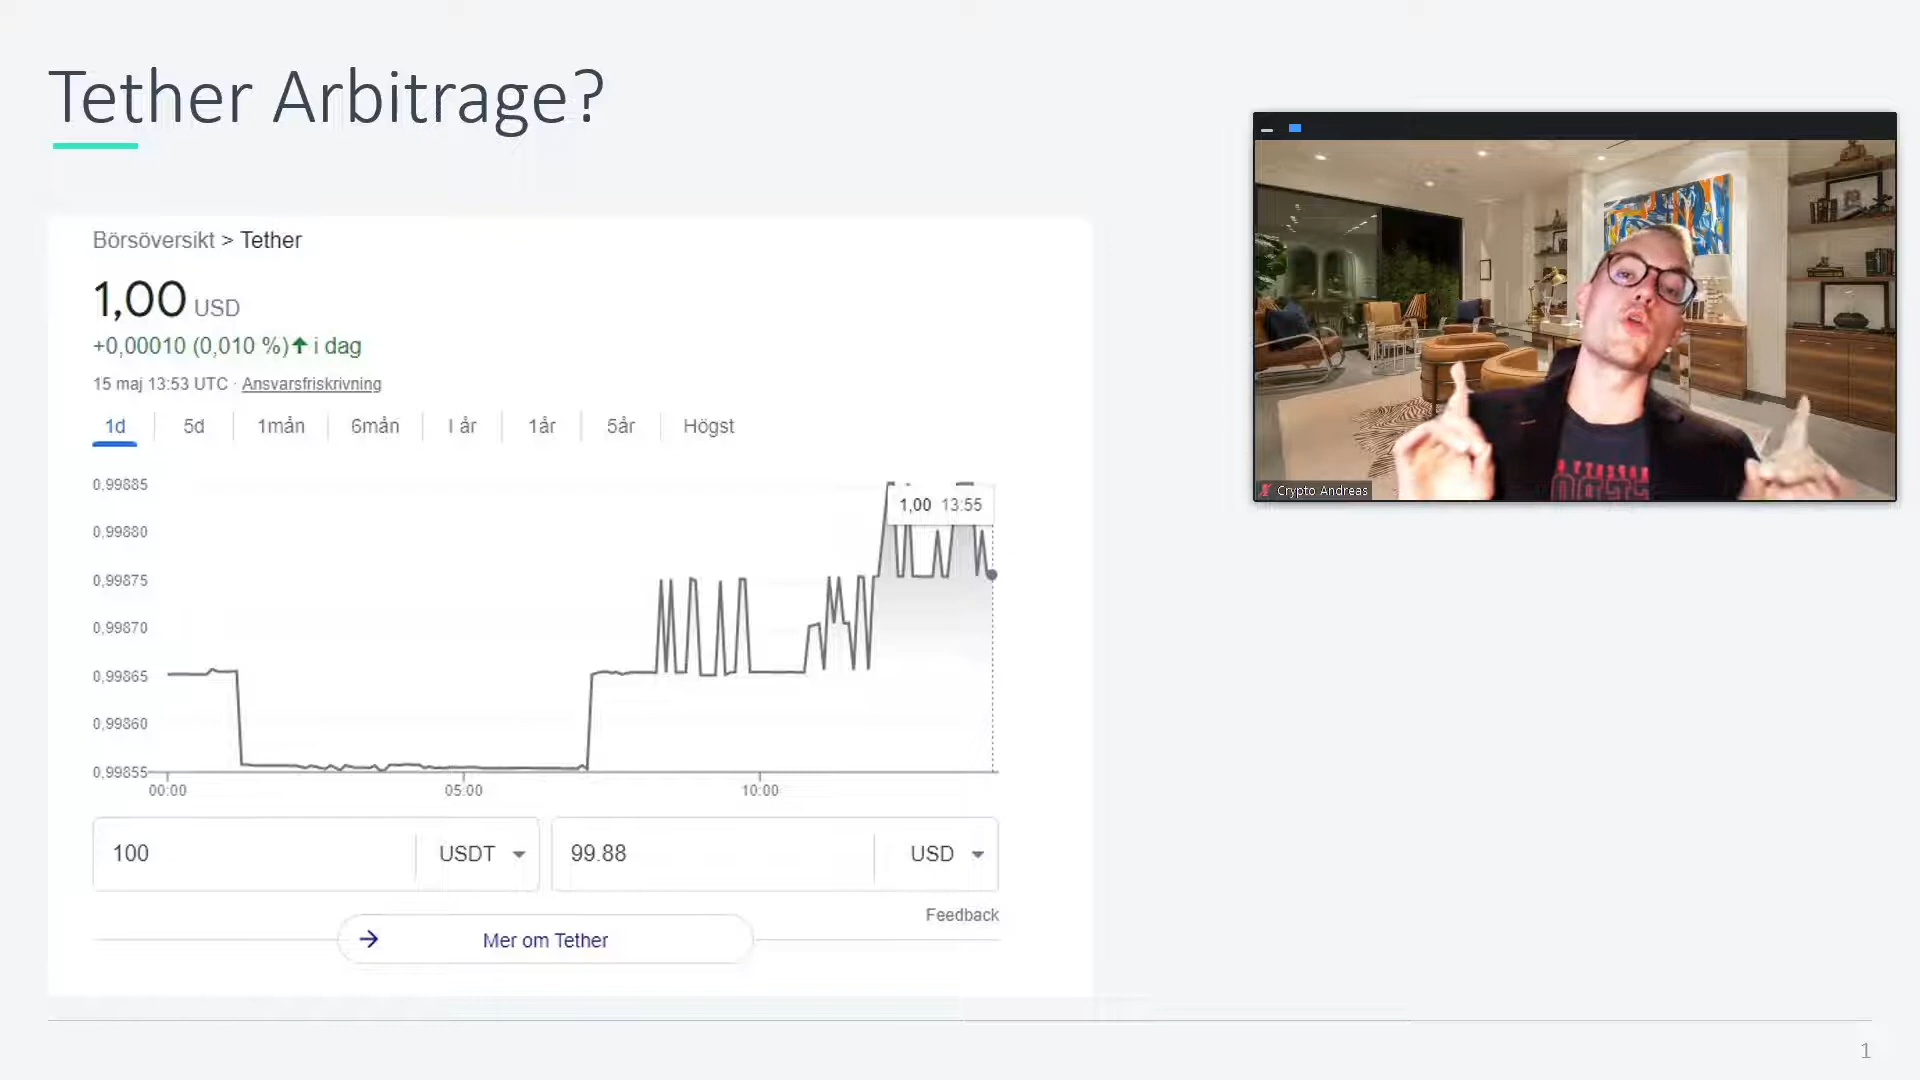 Tether Arbitrage?
Börsöversikt > Tether
1,00 USD
+0,00010 (0,010 %) i dag
15 maj 13:53 UTC · Ansvarsfriskrivning
1d 5d 1mån 6mån I år 1år 5år Högst
0,99885
1,00 13:55
0,99880
0,99875
0,99870
0,99865
0,99860
0,99855
00:00 05:00 10:00
100 USDT 99.88 USD
Feedback
Mer om Tether
Crypto Andreas
1